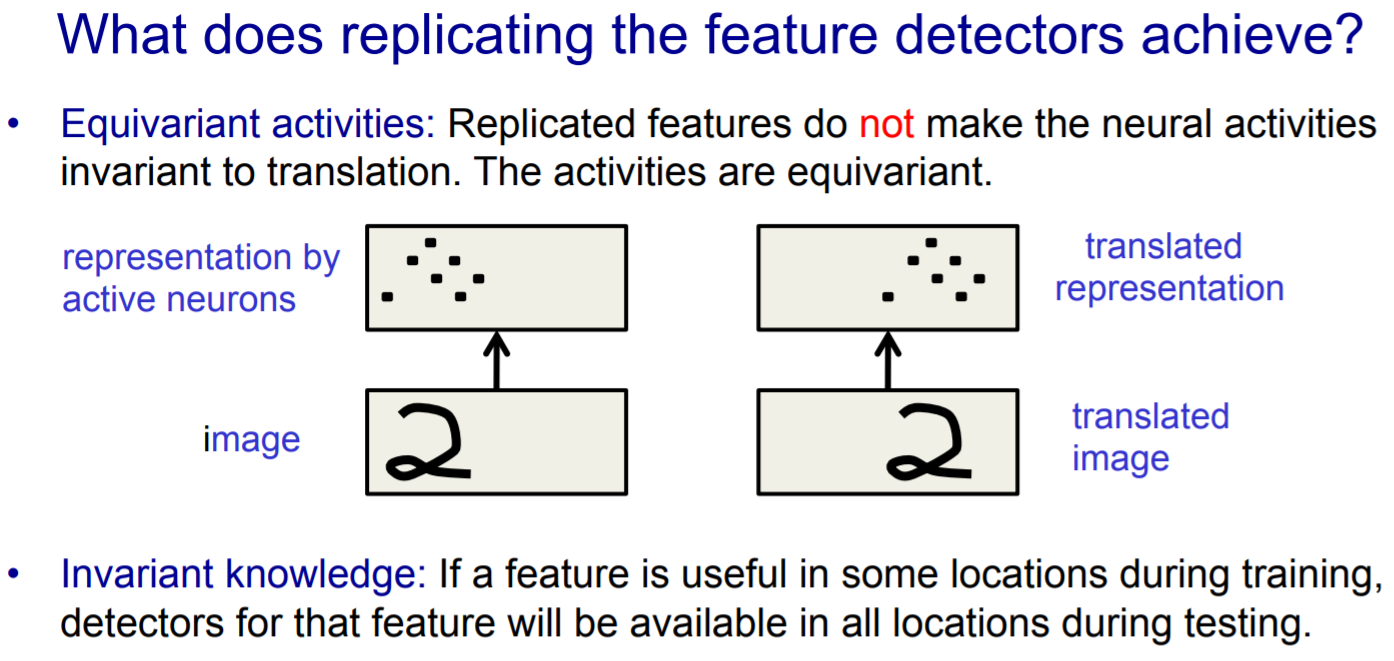 What does replicating the feature detectors achieve?
• Equivariant activities: Replicated features do not make the neural activities
invariant to translation. The activities are equivariant.
representation by
active neurons
translated
representation
image
2
2
translated
image
• Invariant knowledge: If a feature is useful in some locations during training,
detectors for that feature will be available in all locations during testing.